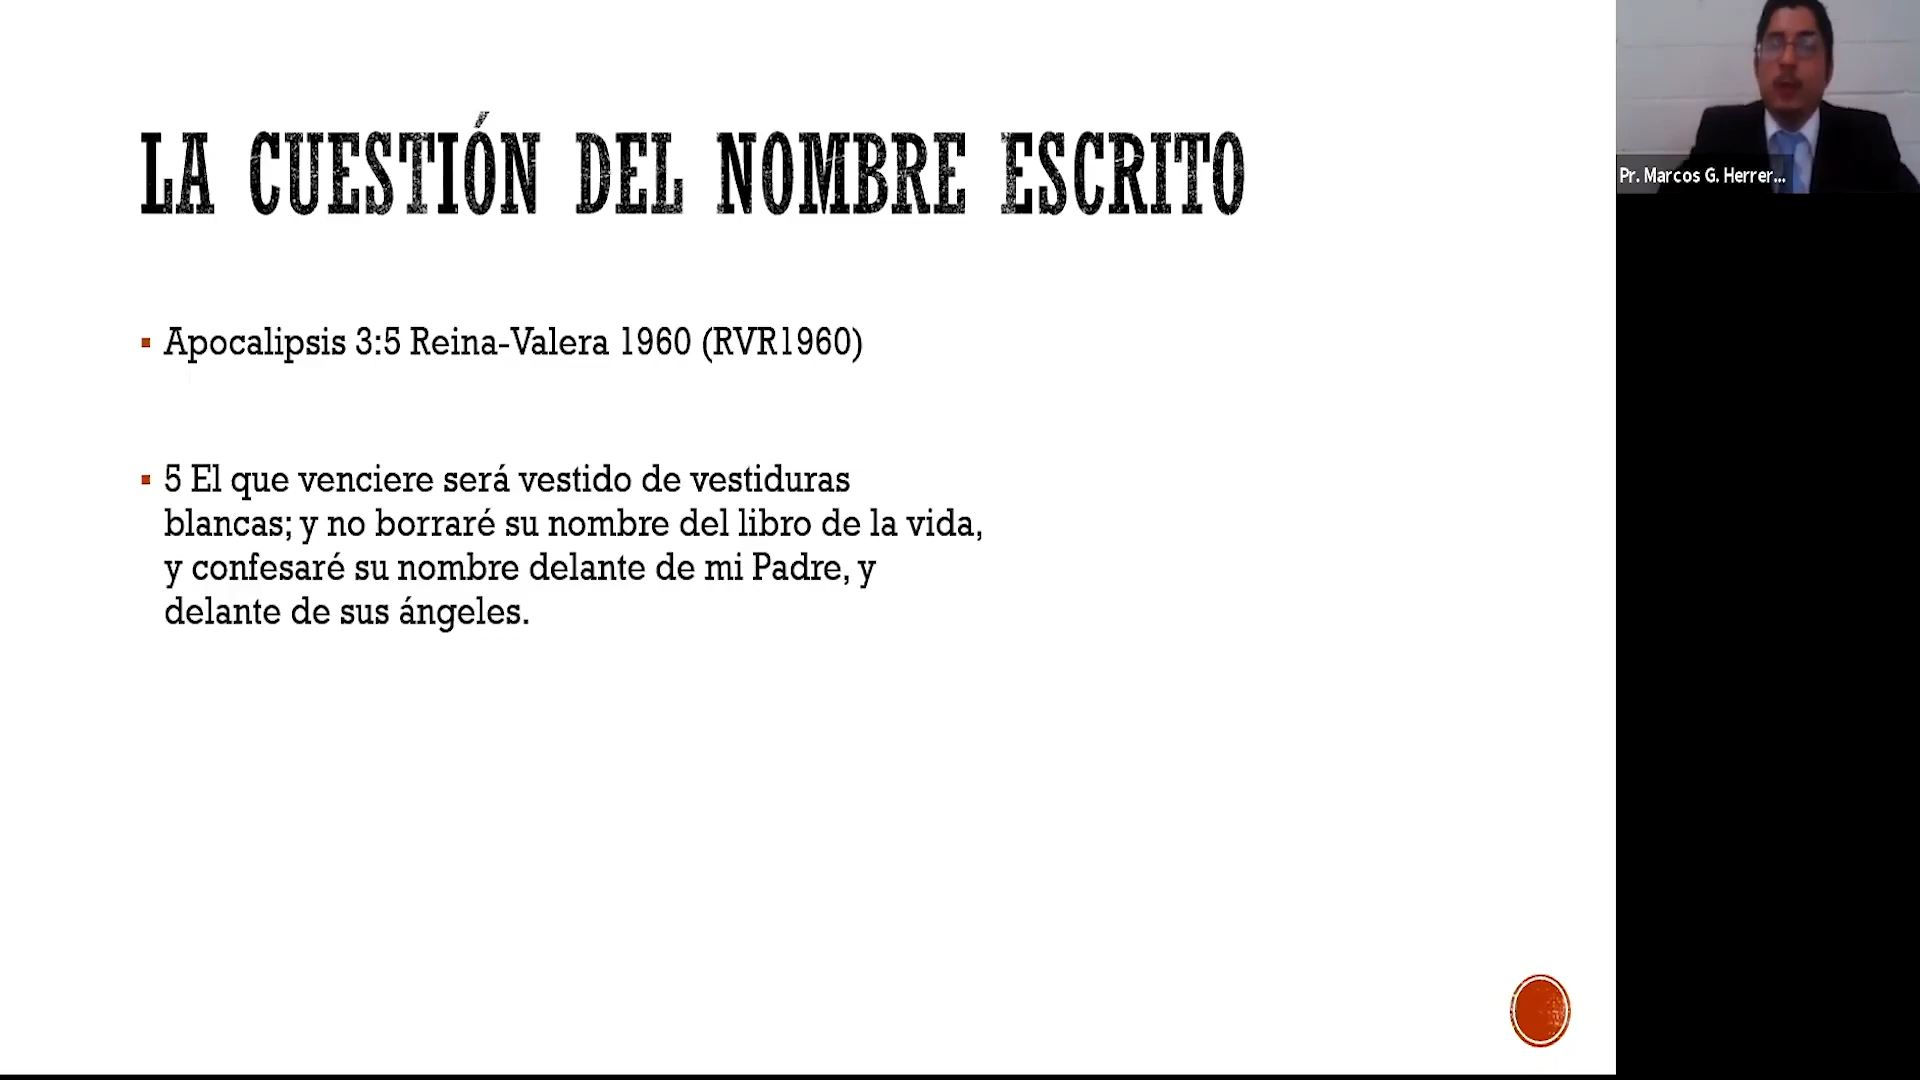 LA CUESTIÓN DEL NOMBRE ESCRITO
Apocalipsis 3:5 Reina-Valera 1960 (RVR1960)
5 El que venciere será vestido de vestiduras
blancas; y no borraré su nombre del libro de la vida,
y confesaré su nombre delante de mi Padre, y
delante de sus ángeles.
Pr. Marcos G. Herrer...